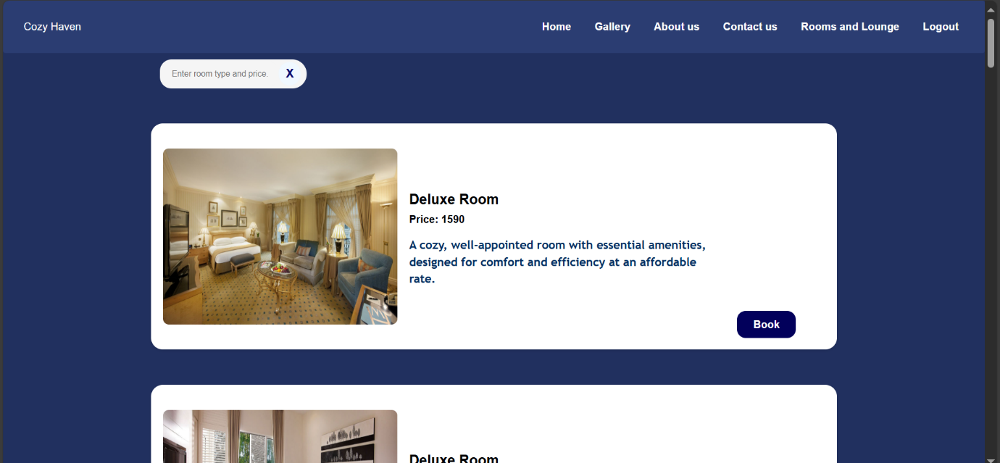 Cozy Haven
Home Gallery About us Contact us Rooms and Lounge Logout
Enter room type and price. X
Deluxe Room
Price: 1590
A cozy, well-appointed room with essential amenities,
designed for comfort and efficiency at an affordable
rate.
Book
Deluxe Room